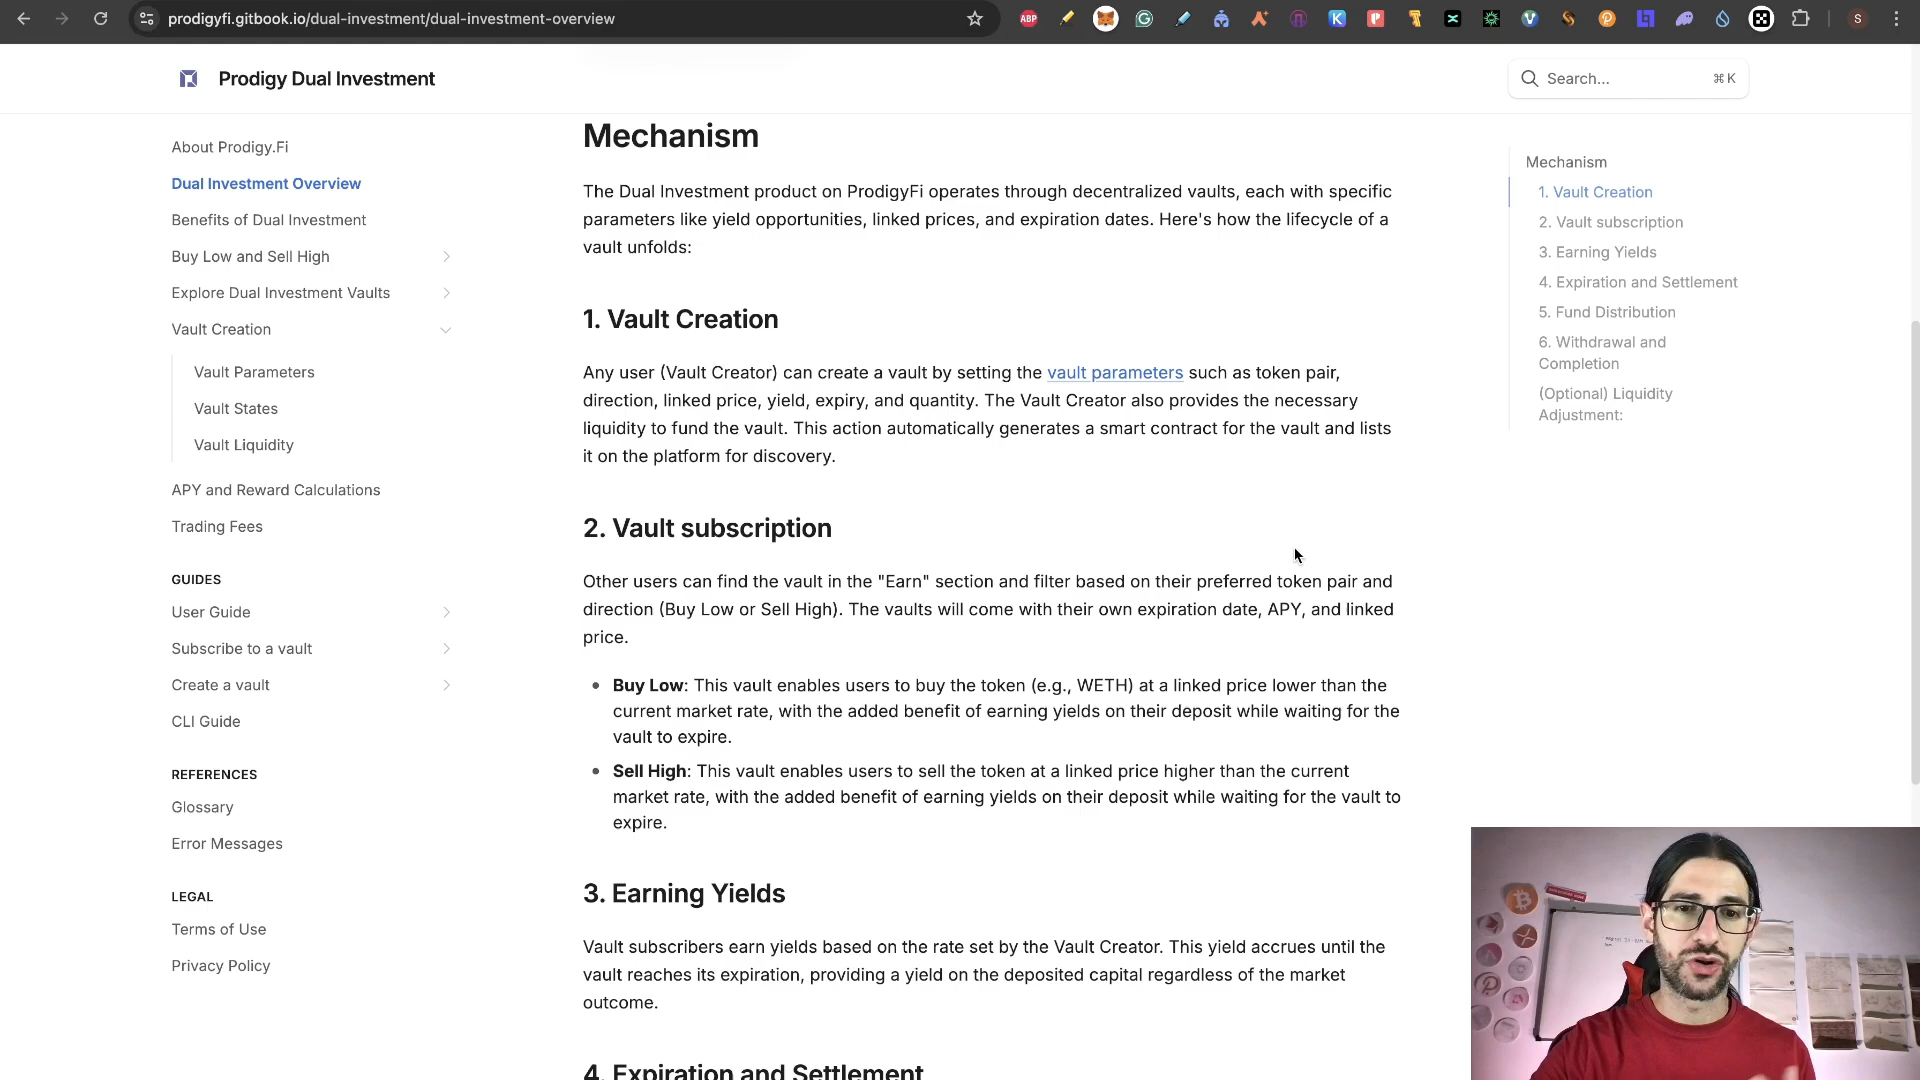 prodigyfi.gitbook.io/dual-investment/dual-investment-overview
ABP
S
Prodigy Dual Investment
Search...
⌘ K
About Prodigy.Fi
Dual Investment Overview
Benefits of Dual Investment
Buy Low and Sell High
Explore Dual Investment Vaults
Vault Creation
Vault Parameters
Vault States
Vault Liquidity
APY and Reward Calculations
Trading Fees
GUIDES
User Guide
Subscribe to a vault
Create a vault
CLI Guide
REFERENCES
Glossary
Error Messages
LEGAL
Terms of Use
Privacy Policy
Mechanism
The Dual Investment product on ProdigyFi operates through decentralized vaults, each with specific
parameters like yield opportunities, linked prices, and expiration dates. Here's how the lifecycle of a
vault unfolds:
1. Vault Creation
Any user (Vault Creator) can create a vault by setting the vault parameters such as token pair,
direction, linked price, yield, expiry, and quantity. The Vault Creator also provides the necessary
liquidity to fund the vault. This action automatically generates a smart contract for the vault and lists
it on the platform for discovery.
2. Vault subscription
Other users can find the vault in the "Earn" section and filter based on their preferred token pair and
direction (Buy Low or Sell High). The vaults will come with their own expiration date, APY, and linked
price.
• Buy Low: This vault enables users to buy the token (e.g., WETH) at a linked price lower than the
current market rate, with the added benefit of earning yields on their deposit while waiting for the
vault to expire.
• Sell High: This vault enables users to sell the token at a linked price higher than the current
market rate, with the added benefit of earning yields on their deposit while waiting for the vault to
expire.
3. Earning Yields
Vault subscribers earn yields based on the rate set by the Vault Creator. This yield accrues until the
vault reaches its expiration, providing a yield on the deposited capital regardless of the market
outcome.
4. Expiration and Settlement
Mechanism
1. Vault Creation
2. Vault subscription
3. Earning Yields
4. Expiration and Settlement
5. Fund Distribution
6. Withdrawal and
Completion
(Optional) Liquidity
Adjustment: